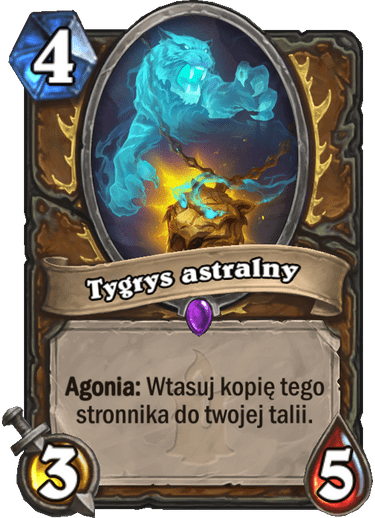 4
Tygrys astralny
Agonia: Wtasuj kopię tego
stronnika do twojej talii.
3
5